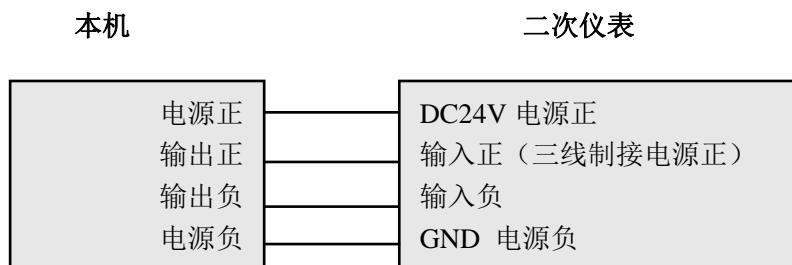 本机
二次仪表
电源正
DC24V 电源正
输出正
输入正（三线制接电源正）
输出负
输入负
电源负
GND 电源负